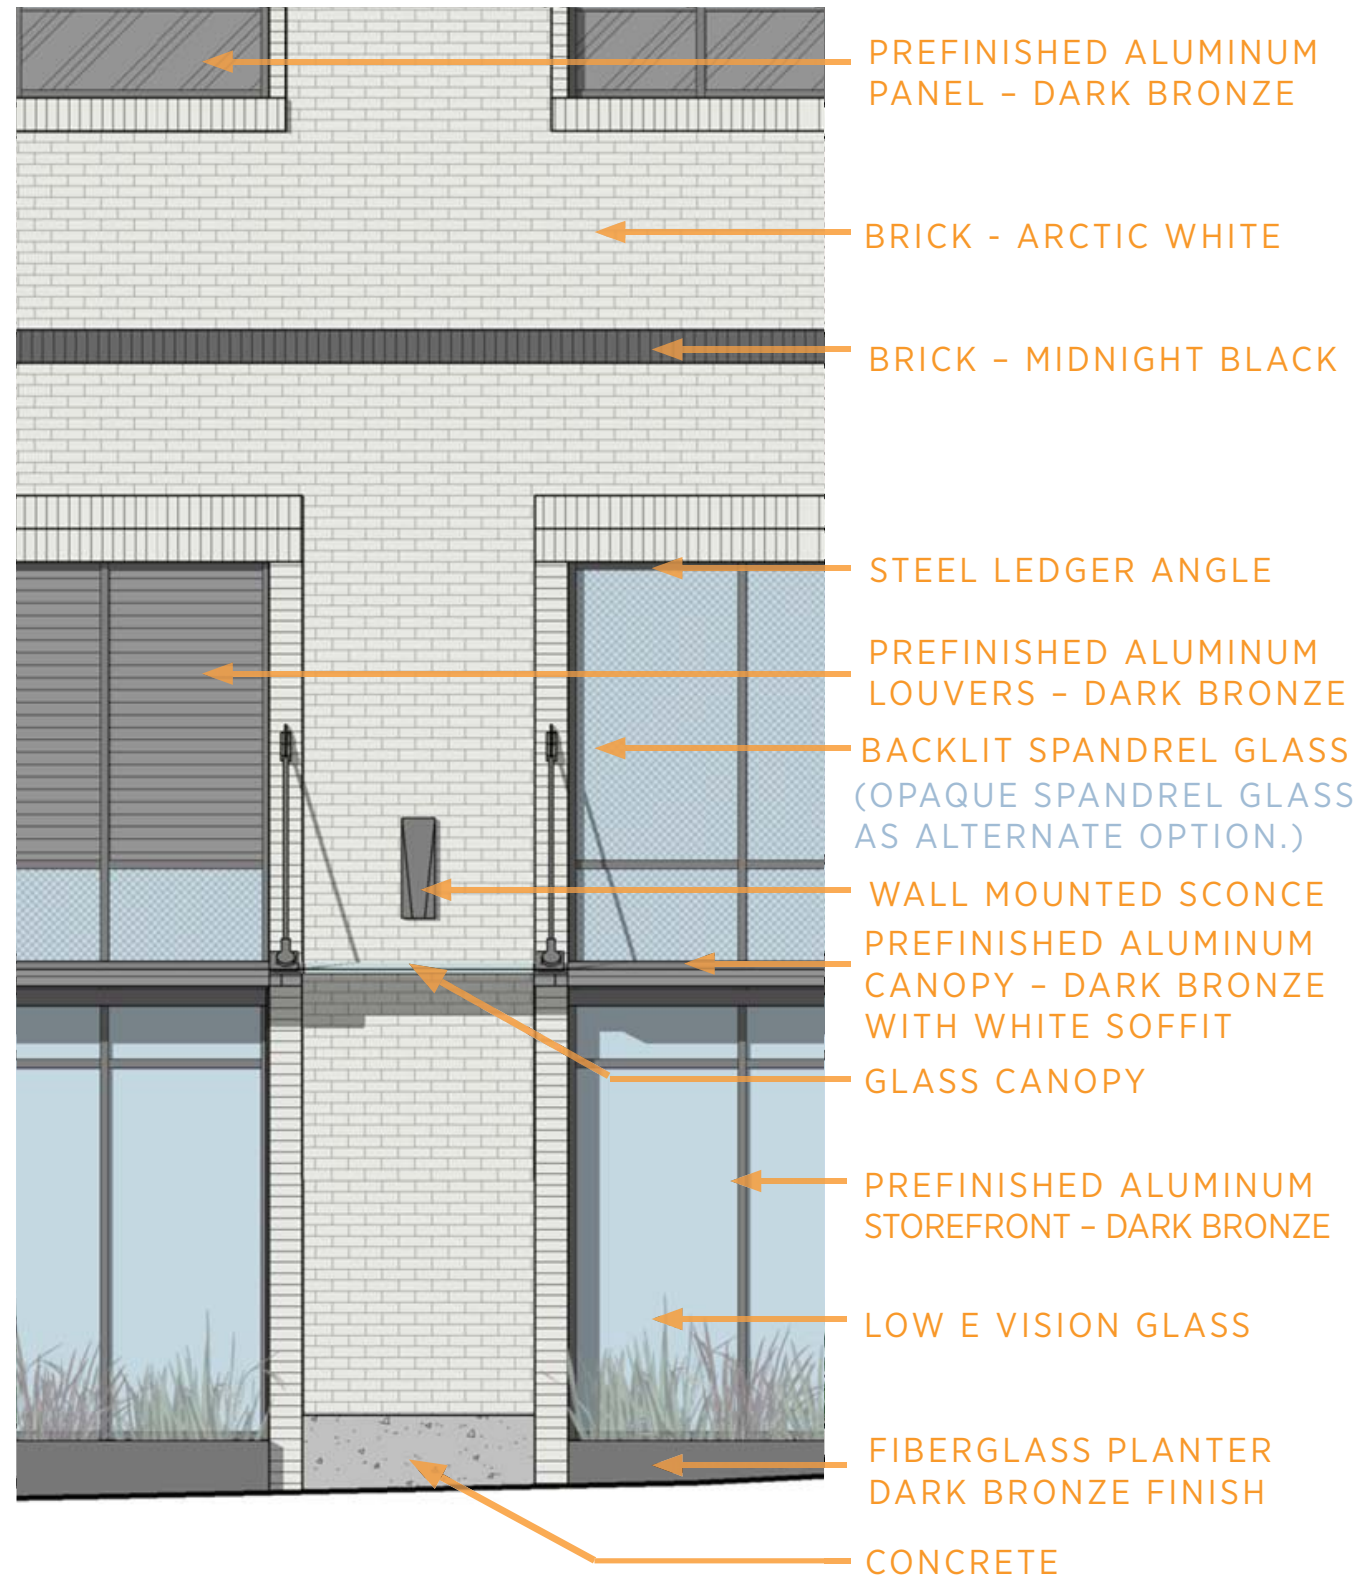 PREFINISHED ALUMINUM
PANEL – DARK BRONZE
BRICK - ARCTIC WHITE
BRICK – MIDNIGHT BLACK
STEEL LEDGER ANGLE
PREFINISHED ALUMINUM
LOUVERS – DARK BRONZE
BACKLIT SPANDREL GLASS
(OPAQUE SPANDREL GLASS
AS ALTERNATE OPTION.)
WALL MOUNTED SCONCE
PREFINISHED ALUMINUM
CANOPY – DARK BRONZE
WITH WHITE SOFFIT
GLASS CANOPY
PREFINISHED ALUMINUM
STOREFRONT – DARK BRONZE
LOW E VISION GLASS
FIBERGLASS PLANTER
DARK BRONZE FINISH
CONCRETE